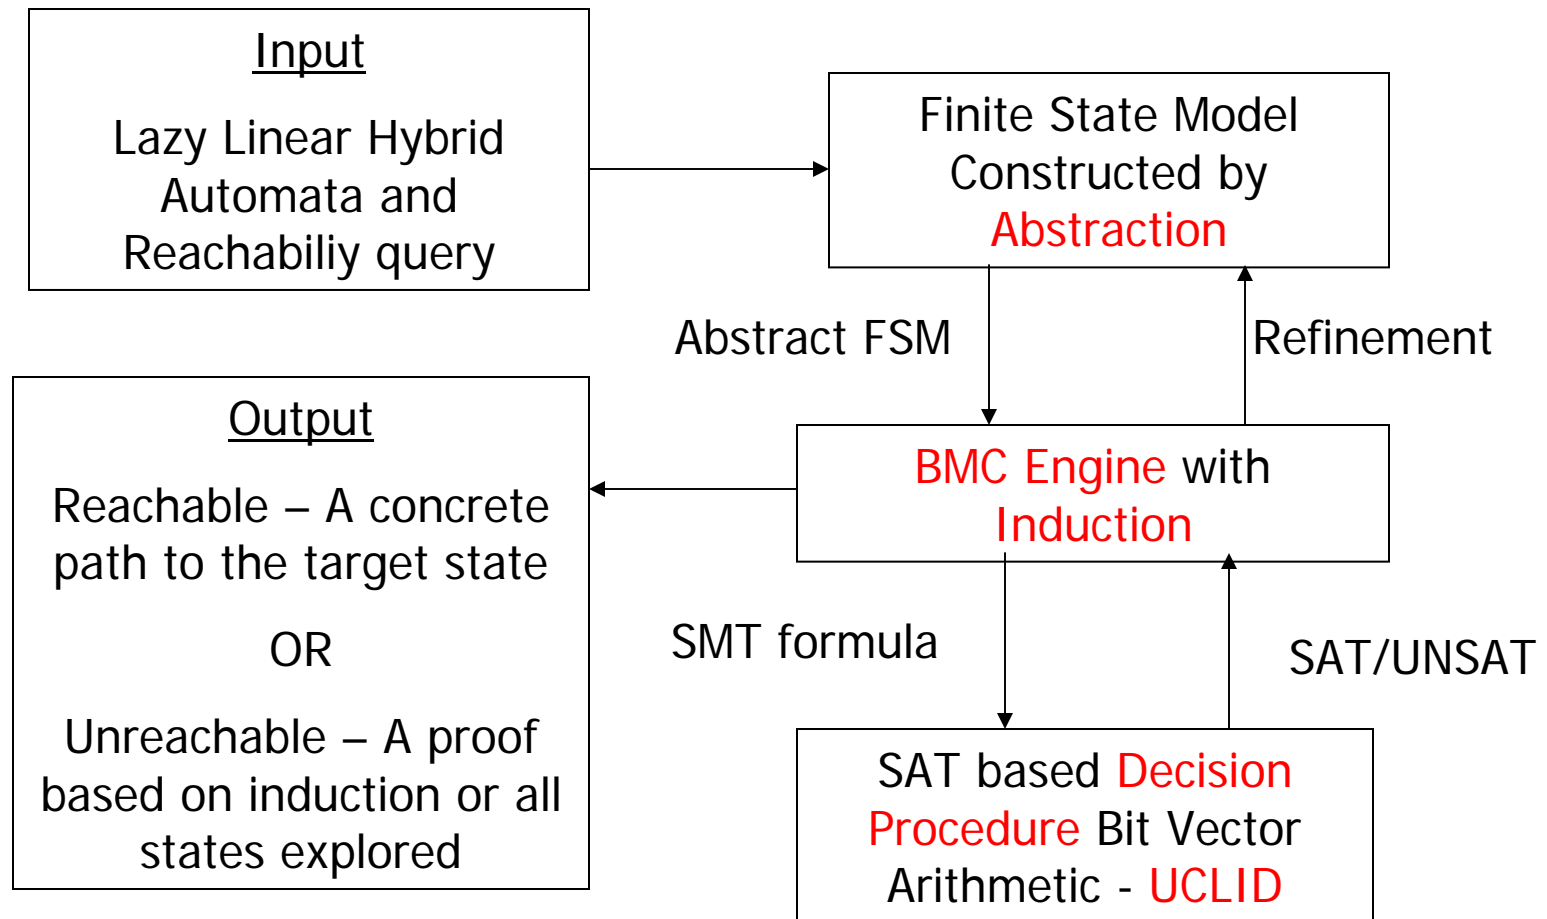 Input
Lazy Linear Hybrid
Automata and
Reachabiliy query
Finite State Model
Constructed by
Abstraction
Abstract FSM
Refinement
Output
Reachable – A concrete
path to the target state
OR
Unreachable – A proof
based on induction or all
states explored
BMC Engine with
Induction
SMT formula
SAT/UNSAT
SAT based Decision
Procedure Bit Vector
Arithmetic - UCLID